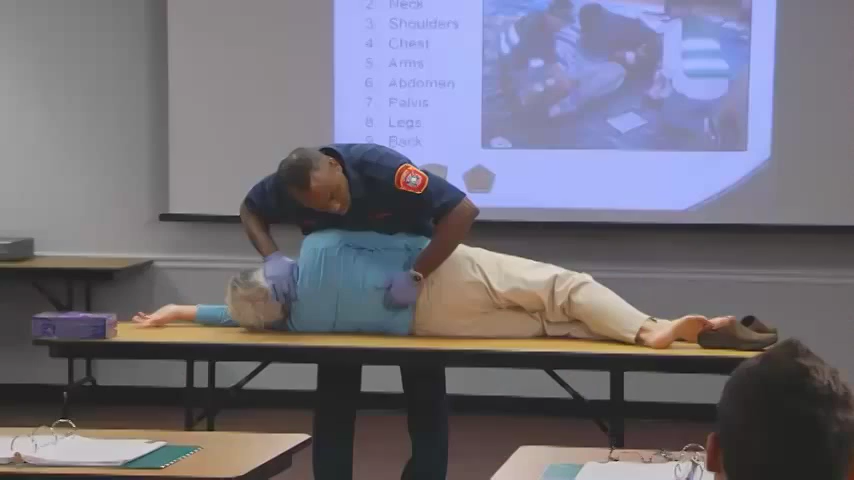 2 Neck
3 Shoulders
4 Chest
5 Arms
6 Abdomen
7 Pelvis
8 Legs
9 Back